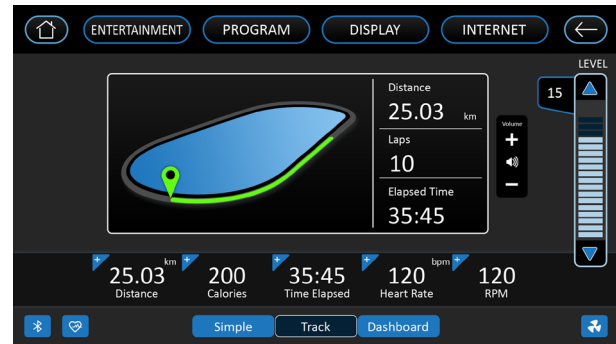 ENTERTAINMENT PROGRAM DISPLAY INTERNET
LEVEL
15
Distance
25.03 km
Laps
10
Elapsed Time
35:45
Volume
km bpm
25.03 200 35:45 120 120
Distance Calories Time Elapsed Heart Rate RPM
Simple Track Dashboard